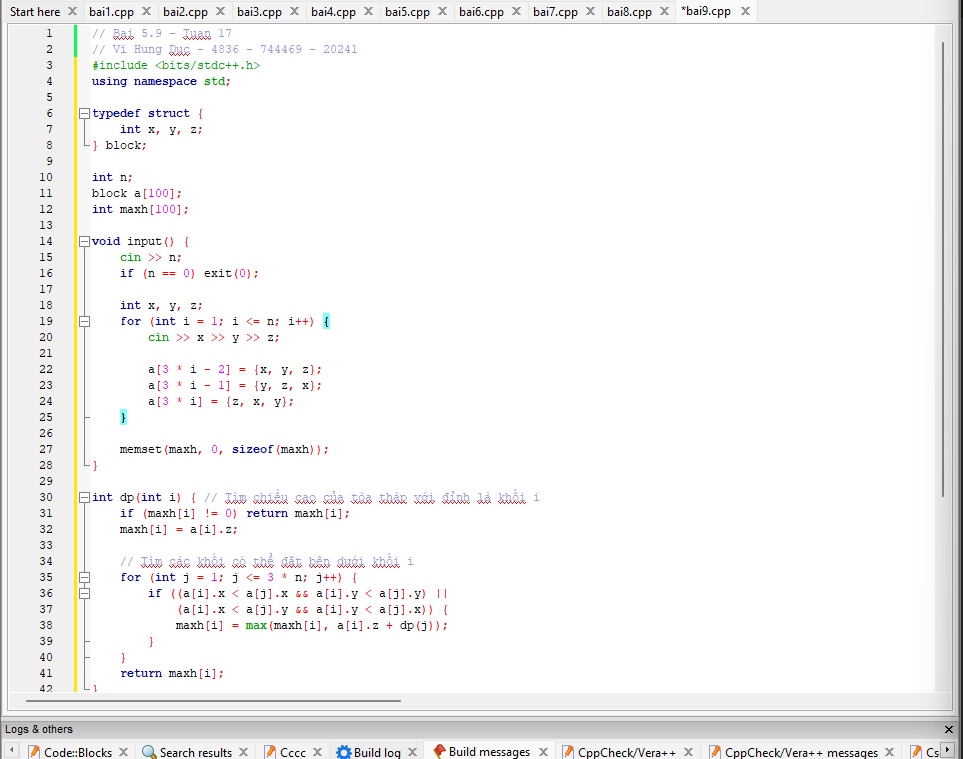 Start here X bai1.cpp X bai2.cpp X bai3.cpp X bai4.cpp X bai5.cpp X bai6.cpp X bai7.cpp X bai8.cpp X *bai9.cpp X
1 // Bai 5.9 - Tuan 17
2 // Vi Hung Duc - 4836 - 744469 - 20241
3 #include <bits/stdc++.h>
4 using namespace std;
5
6 typedef struct {
7     int x, y, z;
8 } block;
9
10 int n;
11 block a[100];
12 int maxh[100];
13
14 void input() {
15     cin >> n;
16     if (n == 0) exit(0);
17
18     int x, y, z;
19     for (int i = 1; i <= n; i++) {
20         cin >> x >> y >> z;
21
22         a[3 * i - 2] = {x, y, z};
23         a[3 * i - 1] = {y, z, x};
24         a[3 * i] = {z, x, y};
25     }
26
27     memset(maxh, 0, sizeof(maxh));
28 }
29
30 int dp(int i) { // Tìm chiều cao của tòa tháp với đỉnh là khối i
31     if (maxh[i] != 0) return maxh[i];
32     maxh[i] = a[i].z;
33
34     // Tìm các khối có thể đặt bên dưới khối i
35     for (int j = 1; j <= 3 * n; j++) {
36         if ((a[i].x < a[j].x && a[i].y < a[j].y) ||
37             (a[i].x < a[j].y && a[i].y < a[j].x)) {
38             maxh[i] = max(maxh[i], a[i].z + dp(j));
39         }
40     }
41     return maxh[i];
42 }
Logs & others
Code::Blocks X Search results X Cccc X Build log X Build messages X CppCheck/Vera++ X CppCheck/Vera++ messages X Cs